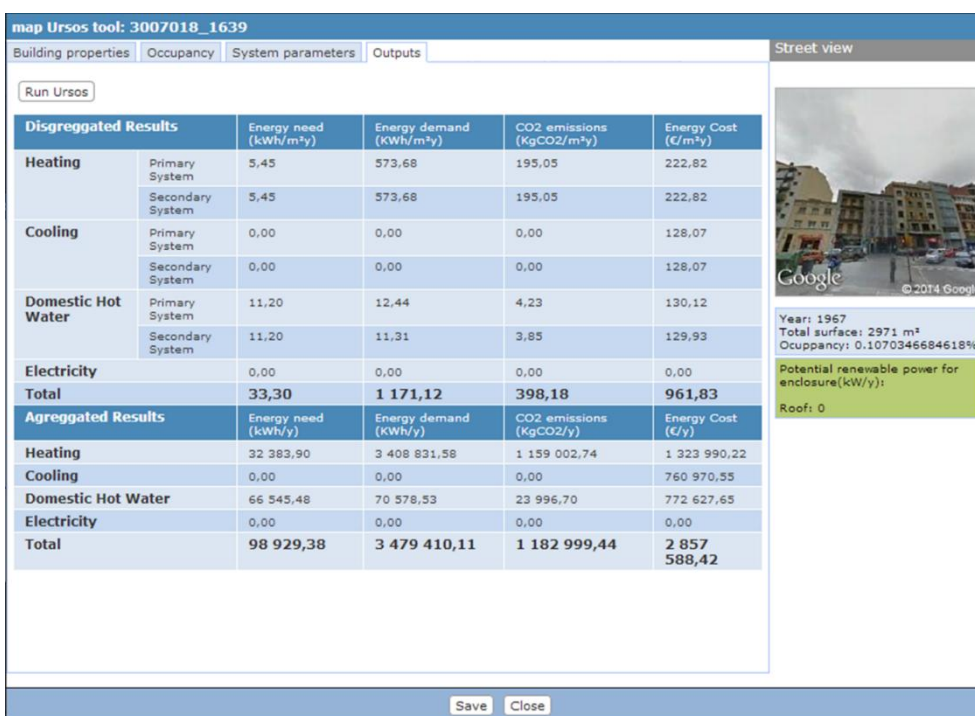 map Ursos tool: 3007018_1639
Building properties Occupancy System parameters Outputs
Run Ursos
Disgreggated Results Energy need (kWh/m²y) Energy demand (KWh/m²y) CO2 emissions (KgCO2/m²y) Energy Cost (€/m²y)
Heating Primary System 5,45 573,68 195,05 222,82
Secondary System 5,45 573,68 195,05 222,82
Cooling Primary System 0,00 0,00 0,00 128,07
Secondary System 0,00 0,00 0,00 128,07
Domestic Hot Water Primary System 11,20 12,44 4,23 130,12
Secondary System 11,20 11,31 3,85 129,93
Electricity 0,00 0,00 0,00 0,00
Total 33,30 1 171,12 398,18 961,83
Agreggated Results Energy need (kWh/y) Energy demand (KWh/y) CO2 emissions (KgCO2/y) Energy Cost (€/y)
Heating 32 383,90 3 408 831,58 1 159 002,74 1 323 990,22
Cooling 0,00 0,00 0,00 760 970,55
Domestic Hot Water 66 545,48 70 578,53 23 996,70 772 627,65
Electricity 0,00 0,00 0,00 0,00
Total 98 929,38 3 479 410,11 1 182 999,44 2 857 588,42
Street view
Google © 2014 Googl
Year: 1967
Total surface: 2971 m²
Ocuppancy: 0.1070346684618%
Potential renewable power for
enclosure(kW/y):
Roof: 0
Save Close